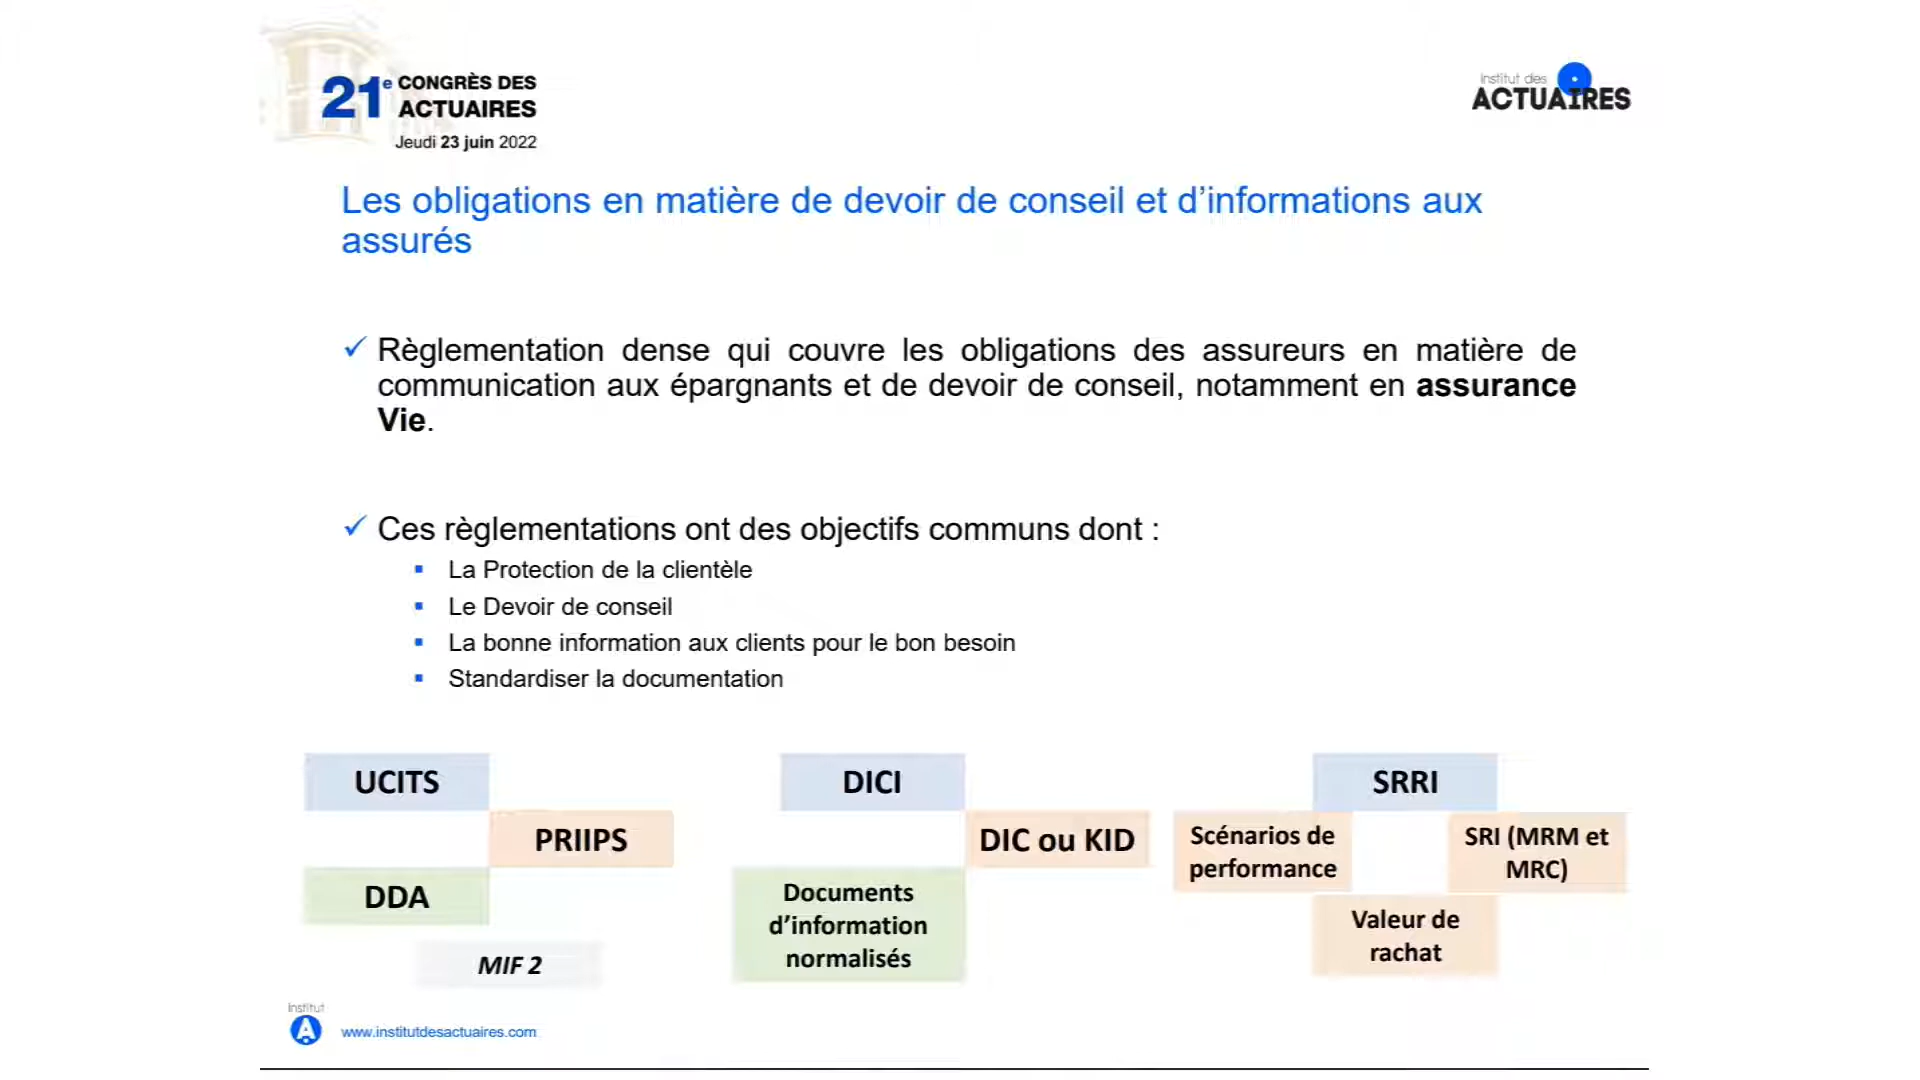 21e CONGRÈS DES
ACTUAIRES
Jeudi 23 juin 2022
Institut des
ACTUAIRES
Les obligations en matière de devoir de conseil et d’informations aux
assurés
Règlementation dense qui couvre les obligations des assureurs en matière de
communication aux épargnants et de devoir de conseil, notamment en assurance
Vie.
Ces règlementations ont des objectifs communs dont :
La Protection de la clientèle
Le Devoir de conseil
La bonne information aux clients pour le bon besoin
Standardiser la documentation
UCITS
PRIIPS
DDA
MIF 2
DICI
DIC ou KID
Documents
d’information
normalisés
SRRI
Scénarios de
performance
SRI (MRM et
MRC)
Valeur de
rachat
Institut
A
www.institutdesactuaires.com